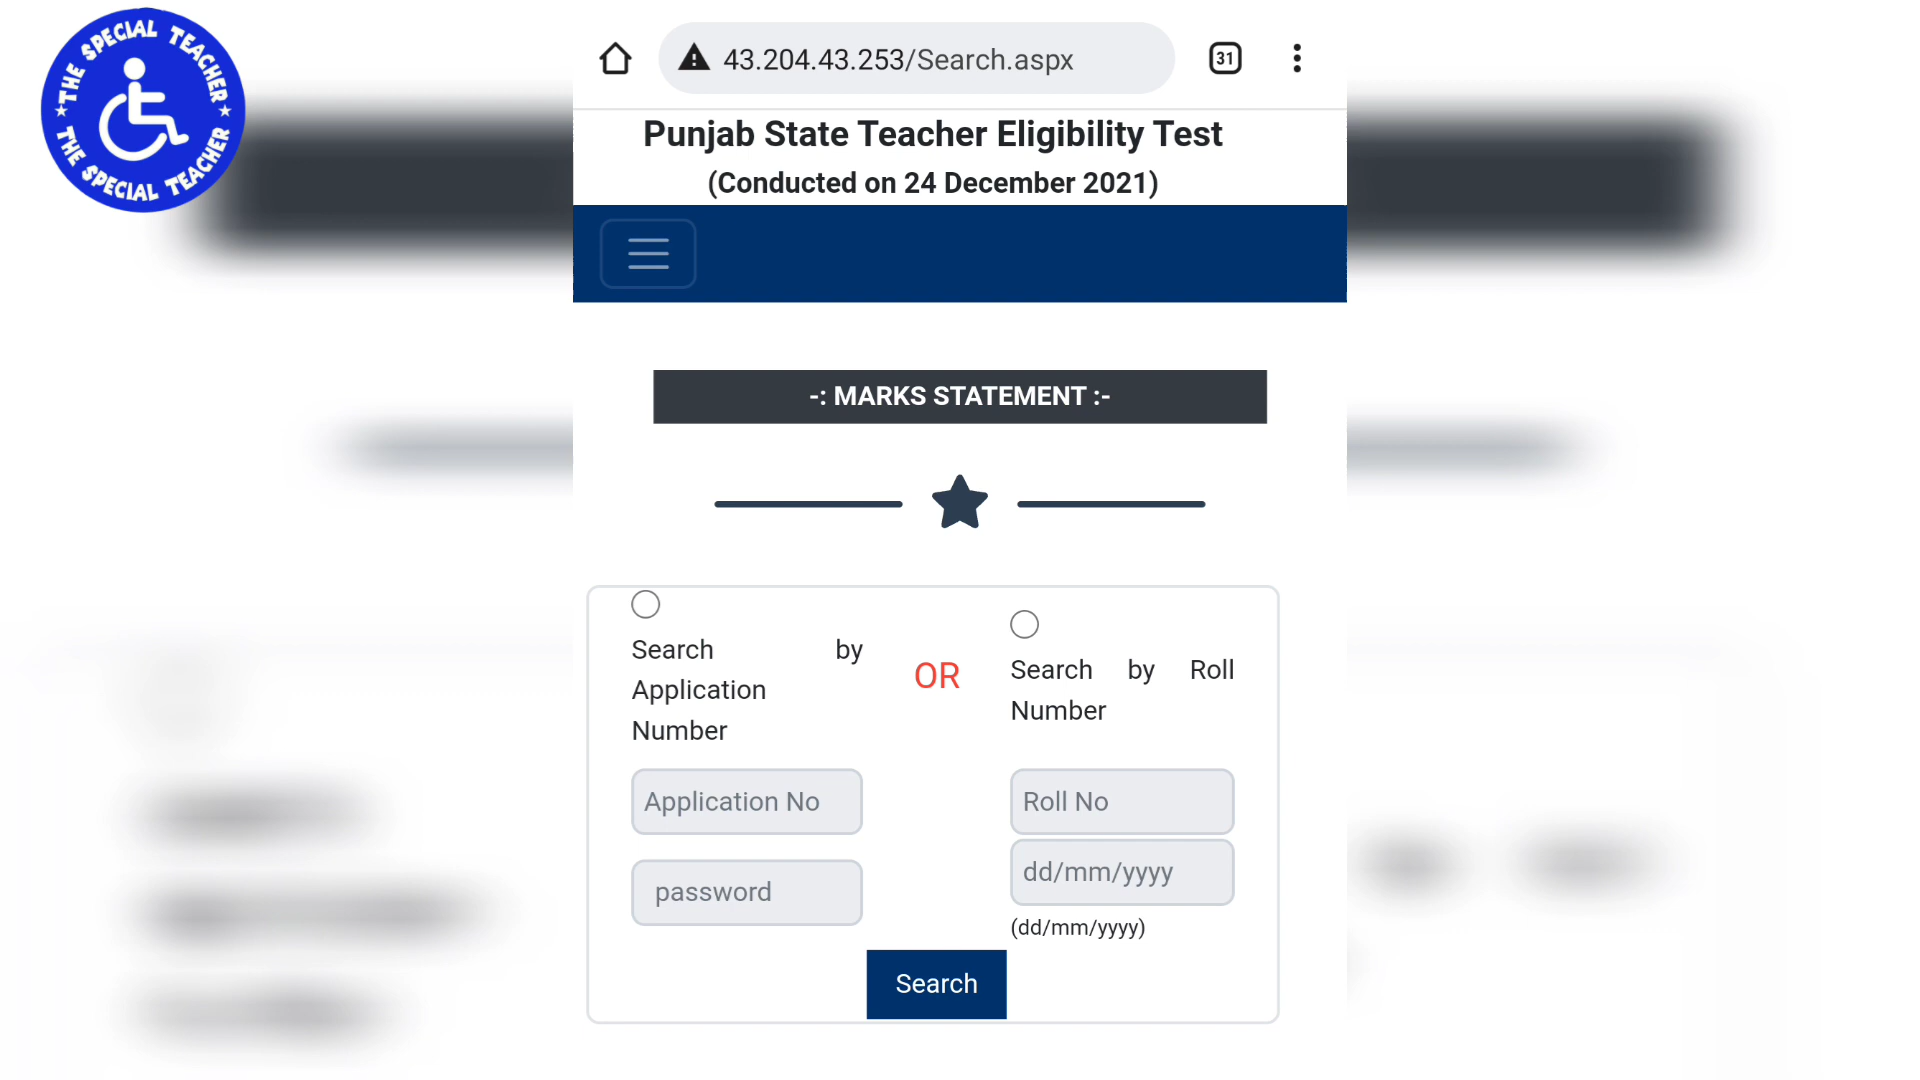 THE SPECIAL TEACHER
THE SPECIAL TEACHER
43.204.43.253/Search.aspx
31
Punjab State Teacher Eligibility Test
(Conducted on 24 December 2021)
-: MARKS STATEMENT :-
Search by
Application
Number
OR
Search by Roll
Number
Application No
Roll No
password
dd/mm/yyyy
(dd/mm/yyyy)
Search